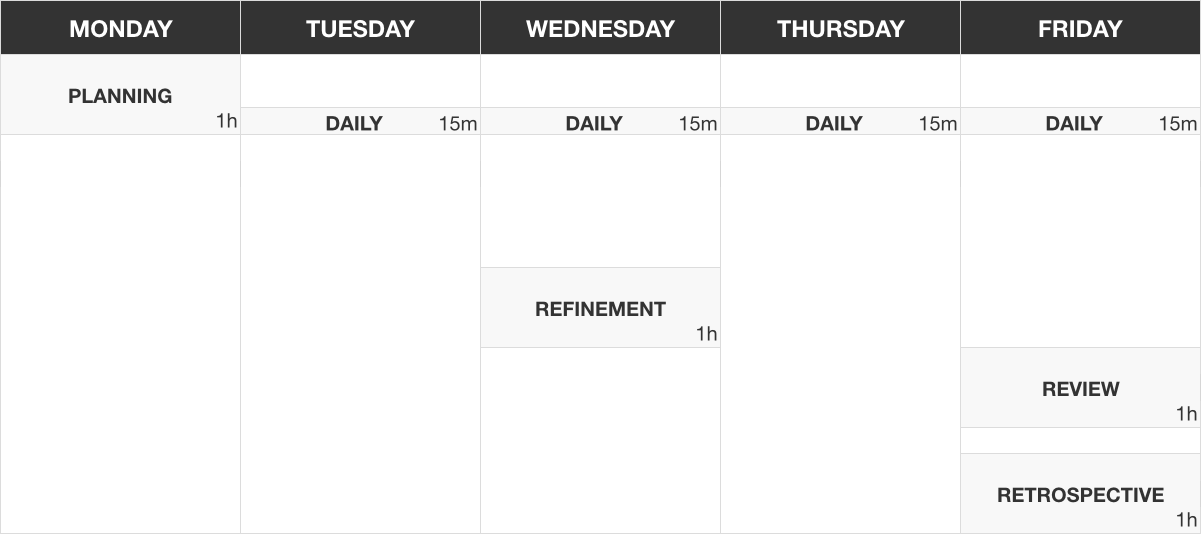 MONDAY TUESDAY WEDNESDAY THURSDAY FRIDAY
PLANNING
1h
DAILY 15m DAILY 15m DAILY 15m DAILY 15m
REFINEMENT
1h
REVIEW
1h
RETROSPECTIVE
1h